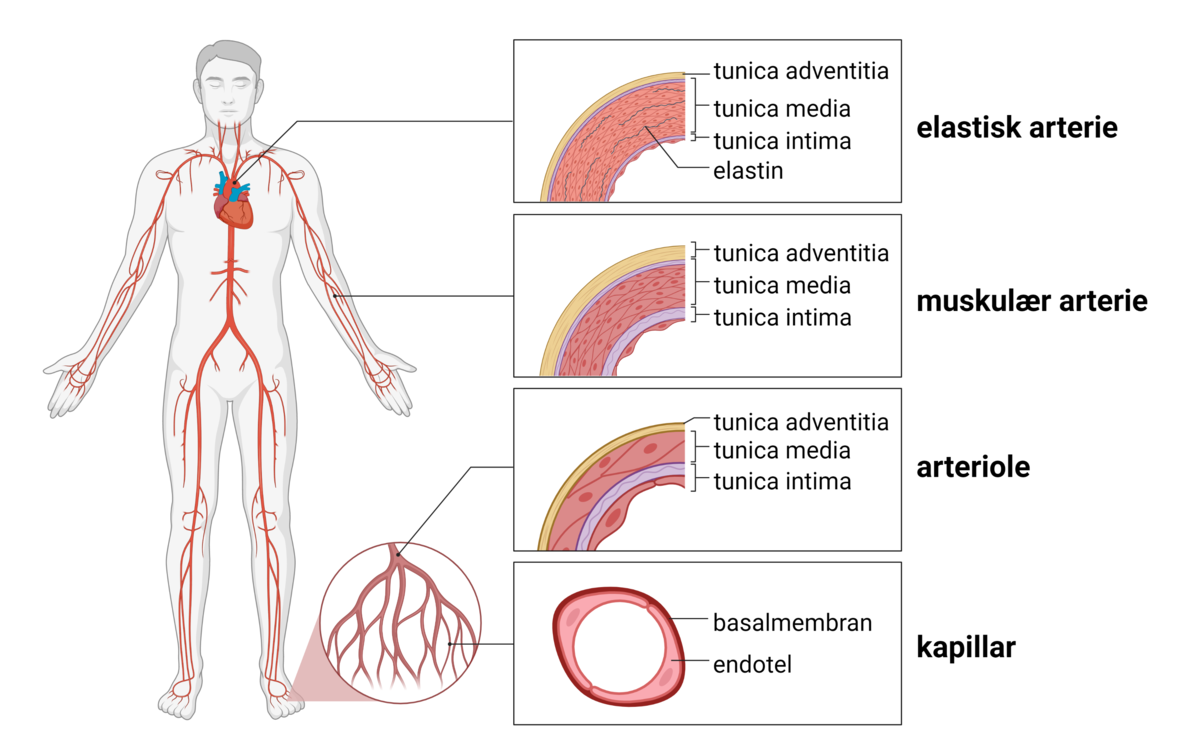 tunica adventitia
tunica media
tunica intima
elastin
elastisk arterie
tunica adventitia
tunica media
tunica intima
muskulær arterie
tunica adventitia
tunica media
tunica intima
arteriole
basalmembran
endotel
kapillar